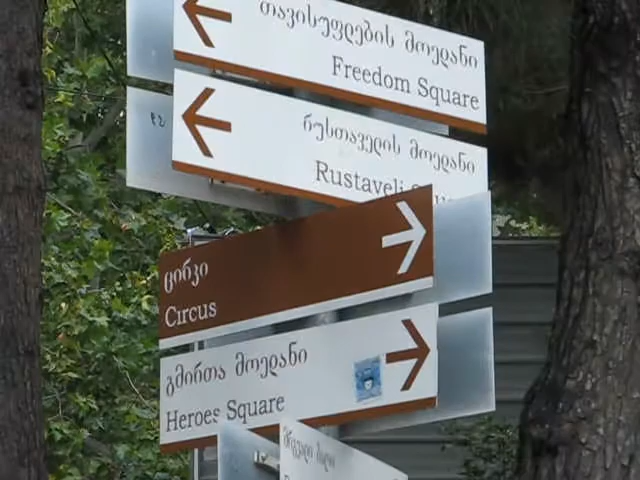 თავისუფლების მოედანი
Freedom Square
რუსთაველის მოედანი
Rustaveli
ცირკი
Circus
გმირთა მოედანი
Heroes Square